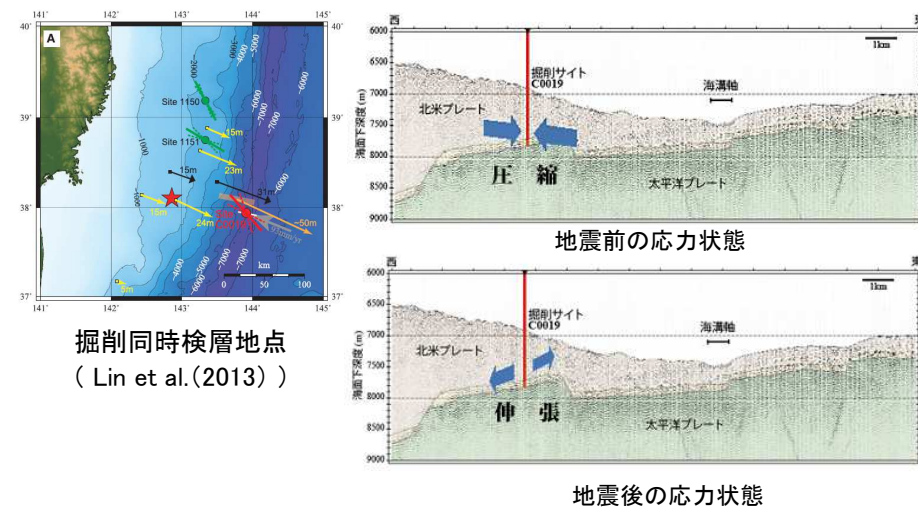 A
40˚
39˚
38˚
37˚
141˚
142˚
143˚
144˚
145˚
40˚
39˚
38˚
37˚
Site 1150
Site 1151
15m
23m
15m
31m
15m
24m
~50m
5m
km
0 50 100
掘削同時検層地点
( Lin et al.(2013) )
西
東
6000
6500
7000
7500
8000
8500
9000
海面下深度(m)
1km
掘削サイト
C0019
北米プレート
海溝軸
圧 縮
太平洋プレート
地震前の応力状態
西
東
6000
6500
7000
7500
8000
8500
9000
海面下深度(m)
1km
掘削サイト
C0019
北米プレート
海溝軸
伸 張
太平洋プレート
地震後の応力状態